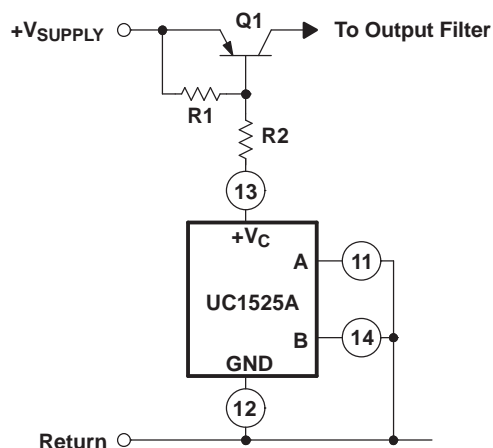 Q1
+VSUPPLY
To Output Filter
R1
R2
13
+VC
A
11
UC1525A
B
14
GND
12
Return